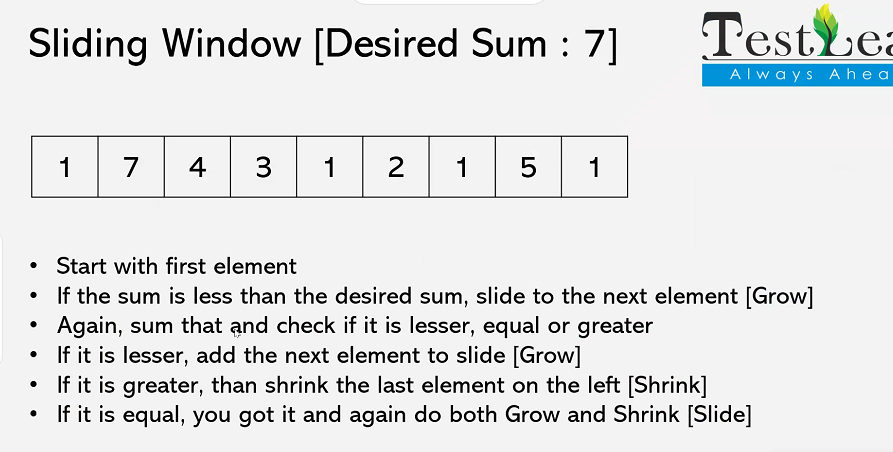 Sliding Window [Desired Sum : 7]
TestLea
Always Ahea
1 7 4 3 1 2 1 5 1
• Start with first element
• If the sum is less than the desired sum, slide to the next element [Grow]
• Again, sum that and check if it is lesser, equal or greater
• If it is lesser, add the next element to slide [Grow]
• If it is greater, than shrink the last element on the left [Shrink]
• If it is equal, you got it and again do both Grow and Shrink [Slide]